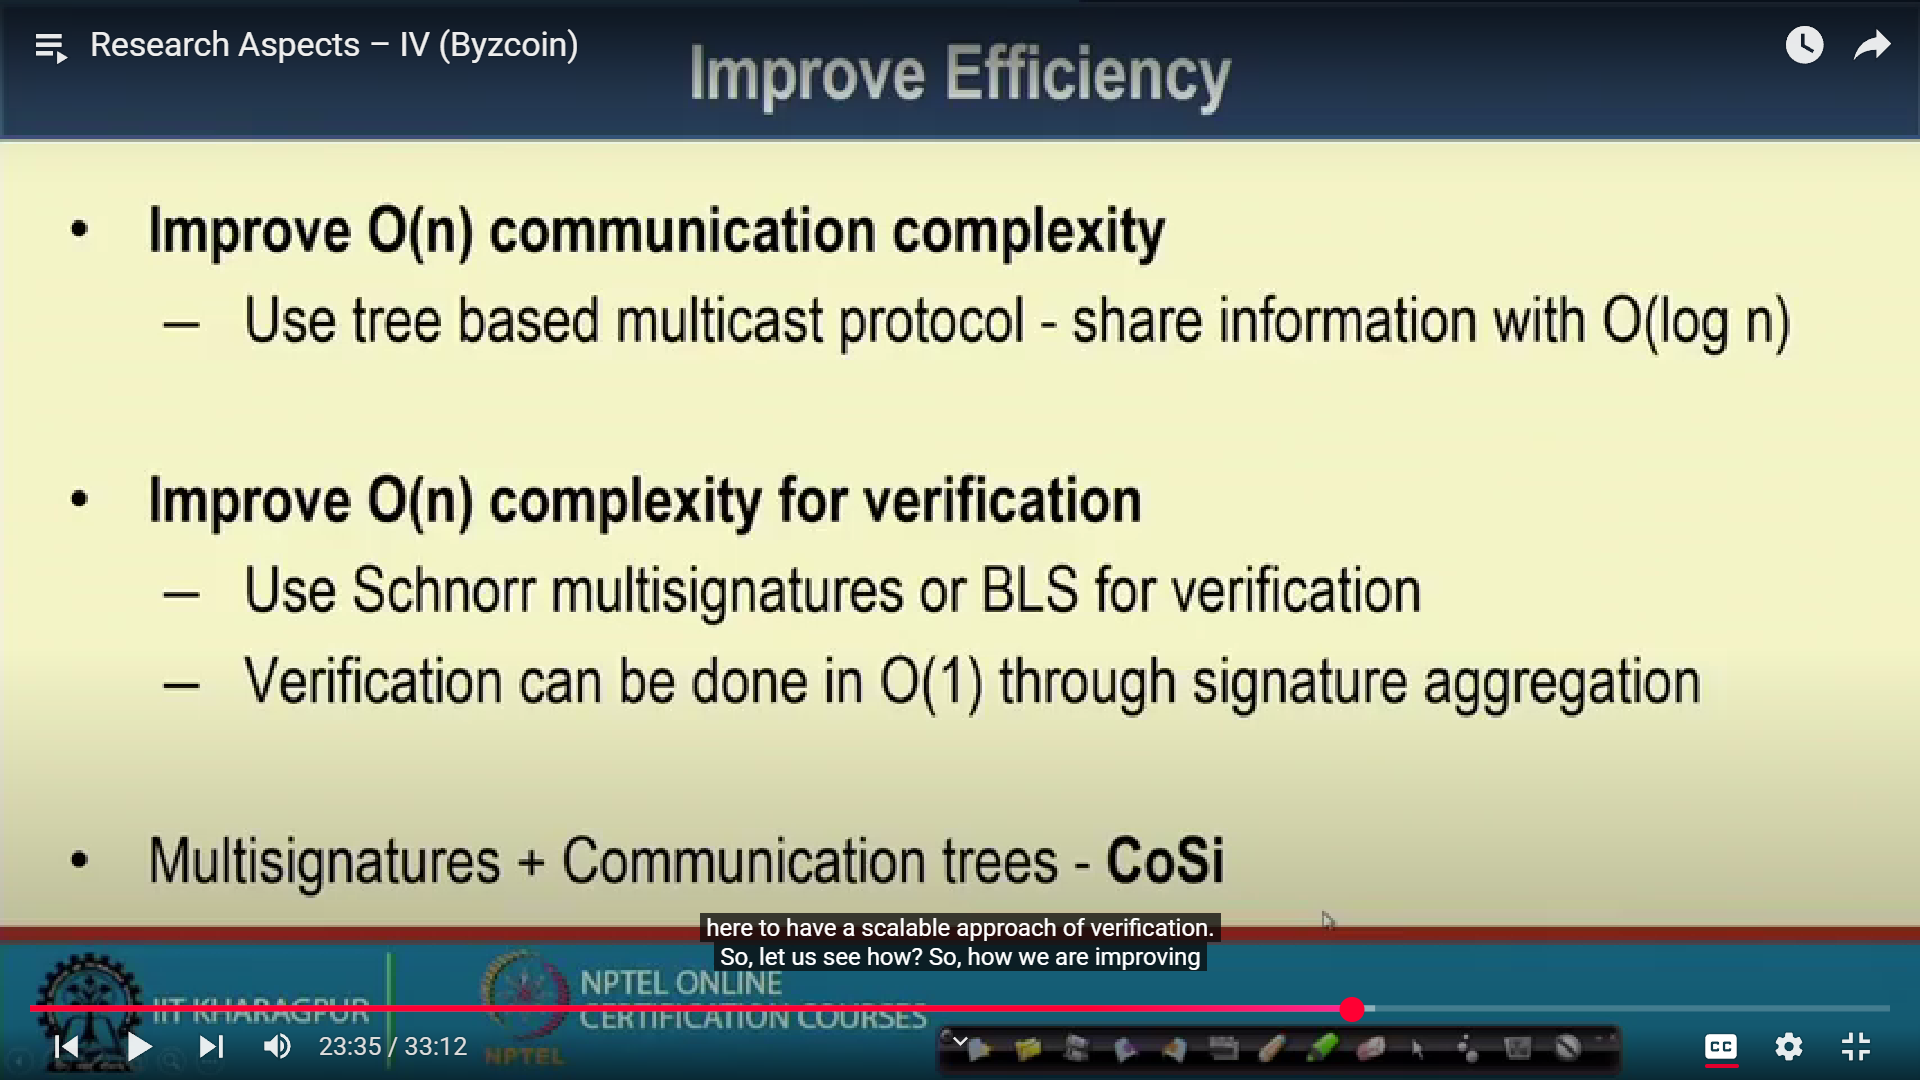 Research Aspects – IV (Byzcoin)
Improve Efficiency
• Improve O(n) communication complexity
– Use tree based multicast protocol - share information with O(log n)
• Improve O(n) complexity for verification
– Use Schnorr multisignatures or BLS for verification
– Verification can be done in O(1) through signature aggregation
• Multisignatures + Communication trees - CoSi
here to have a scalable approach of verification.
So, let us see how? So, how we are improving
IIT KHARAGPUR
NPTEL ONLINE
CERTIFICATION COURSES
NPTEL
23:35 / 33:12
CC